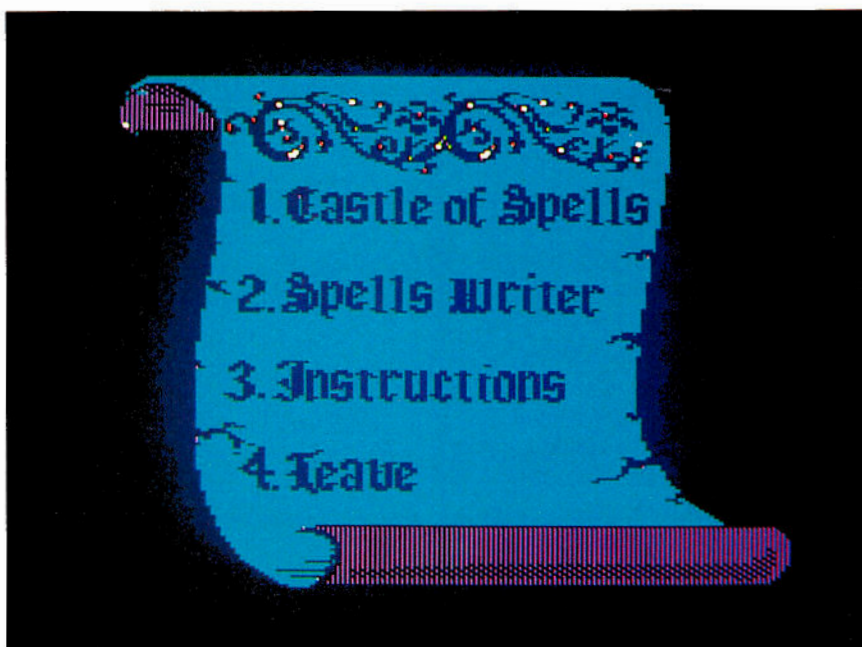 1. Castle of Spells
2. Spells Writer
3. Instructions
4. Leave